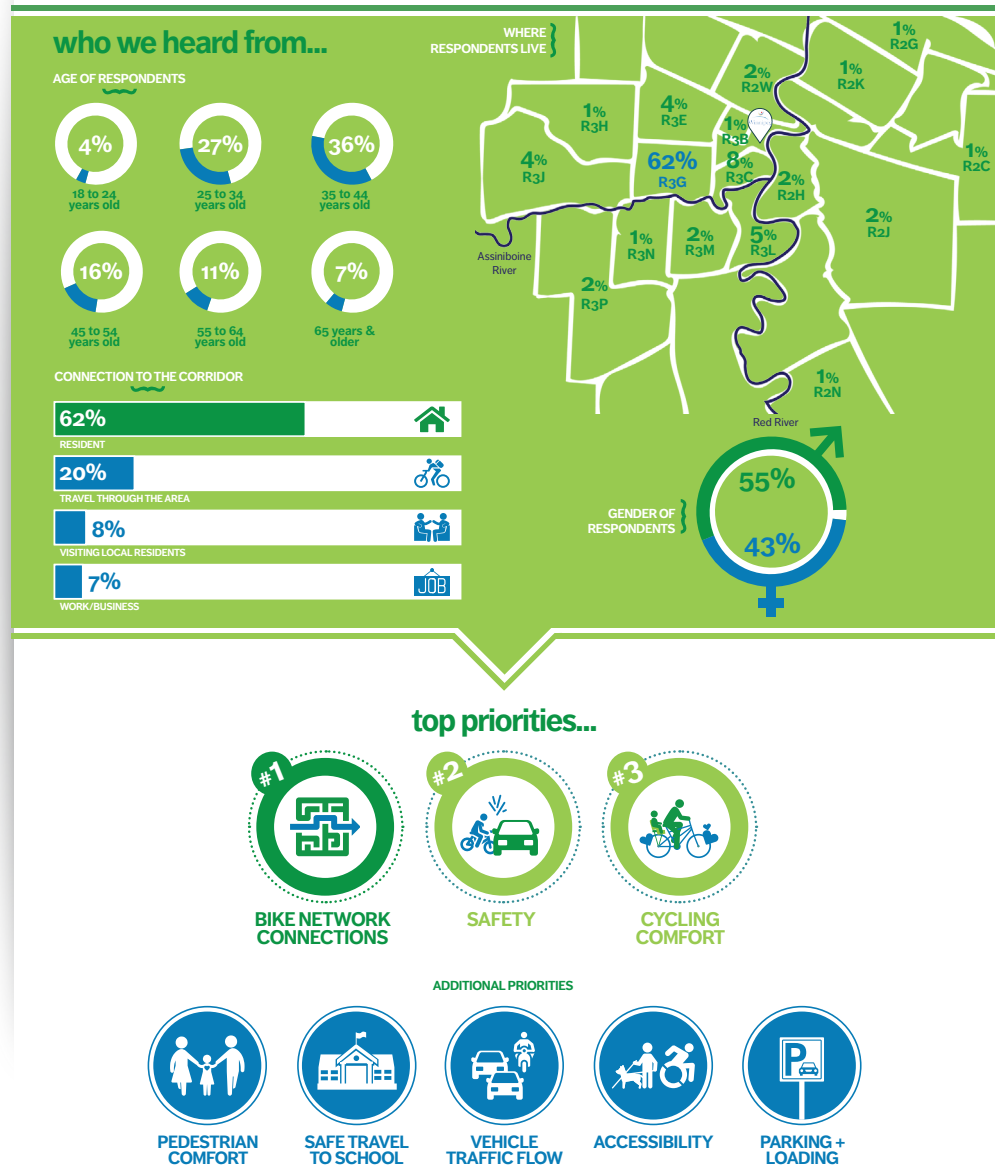 who we heard from...
AGE OF RESPONDENTS
4%
18 to 24
years old
27%
25 to 34
years old
36%
35 to 44
years old
16%
45 to 54
years old
11%
55 to 64
years old
7%
65 years &
older
CONNECTION TO THE CORRIDOR
62%
RESIDENT
20%
TRAVEL THROUGH THE AREA
8%
VISITING LOCAL RESIDENTS
7%
JOB
WORK/BUSINESS
WHERE
RESPONDENTS LIVE
1%
R2G
2%
R2W
1%
R2K
1%
R3H
4%
R3E
1%
R3B
1%
R2C
4%
R3J
62%
R3G
8%
R3C
2%
R2H
2%
R2J
1%
R3N
2%
R3M
5%
R3L
Assiniboine
River
2%
R3P
1%
R2N
Red River
GENDER OF
RESPONDENTS
55%
43%
top priorities...
#1
BIKE NETWORK
CONNECTIONS
#2
SAFETY
#3
CYCLING
COMFORT
ADDITIONAL PRIORITIES
PEDESTRIAN
COMFORT
SAFE TRAVEL
TO SCHOOL
VEHICLE
TRAFFIC FLOW
ACCESSIBILITY
P
PARKING +
LOADING